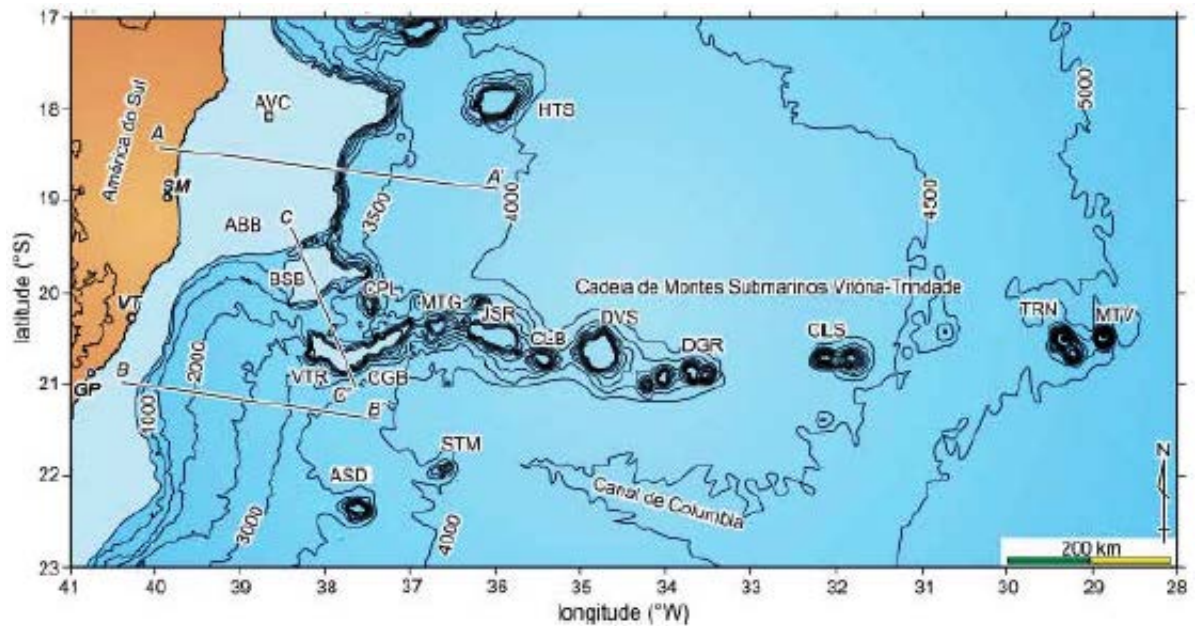 17
18
19
20
21
22
23
latitude (°S)
América do Sul
AVC
HTS
5000
A
A'
SM
3500
4000
4500
ABB
C
BSB
CPL
Cadeia de Montes Submarinos Vitória-Trindade
VT
MTG
JSR
DVS
TRN
MTV
2000
CLB
DGR
VTR
CGB
B
GP
C'
B'
1000
STM
N
ASD
Canal de Columbia
3000
4000
200 km
41
40
39
38
37
36
35
34
33
32
31
30
29
28
longitude (°W)